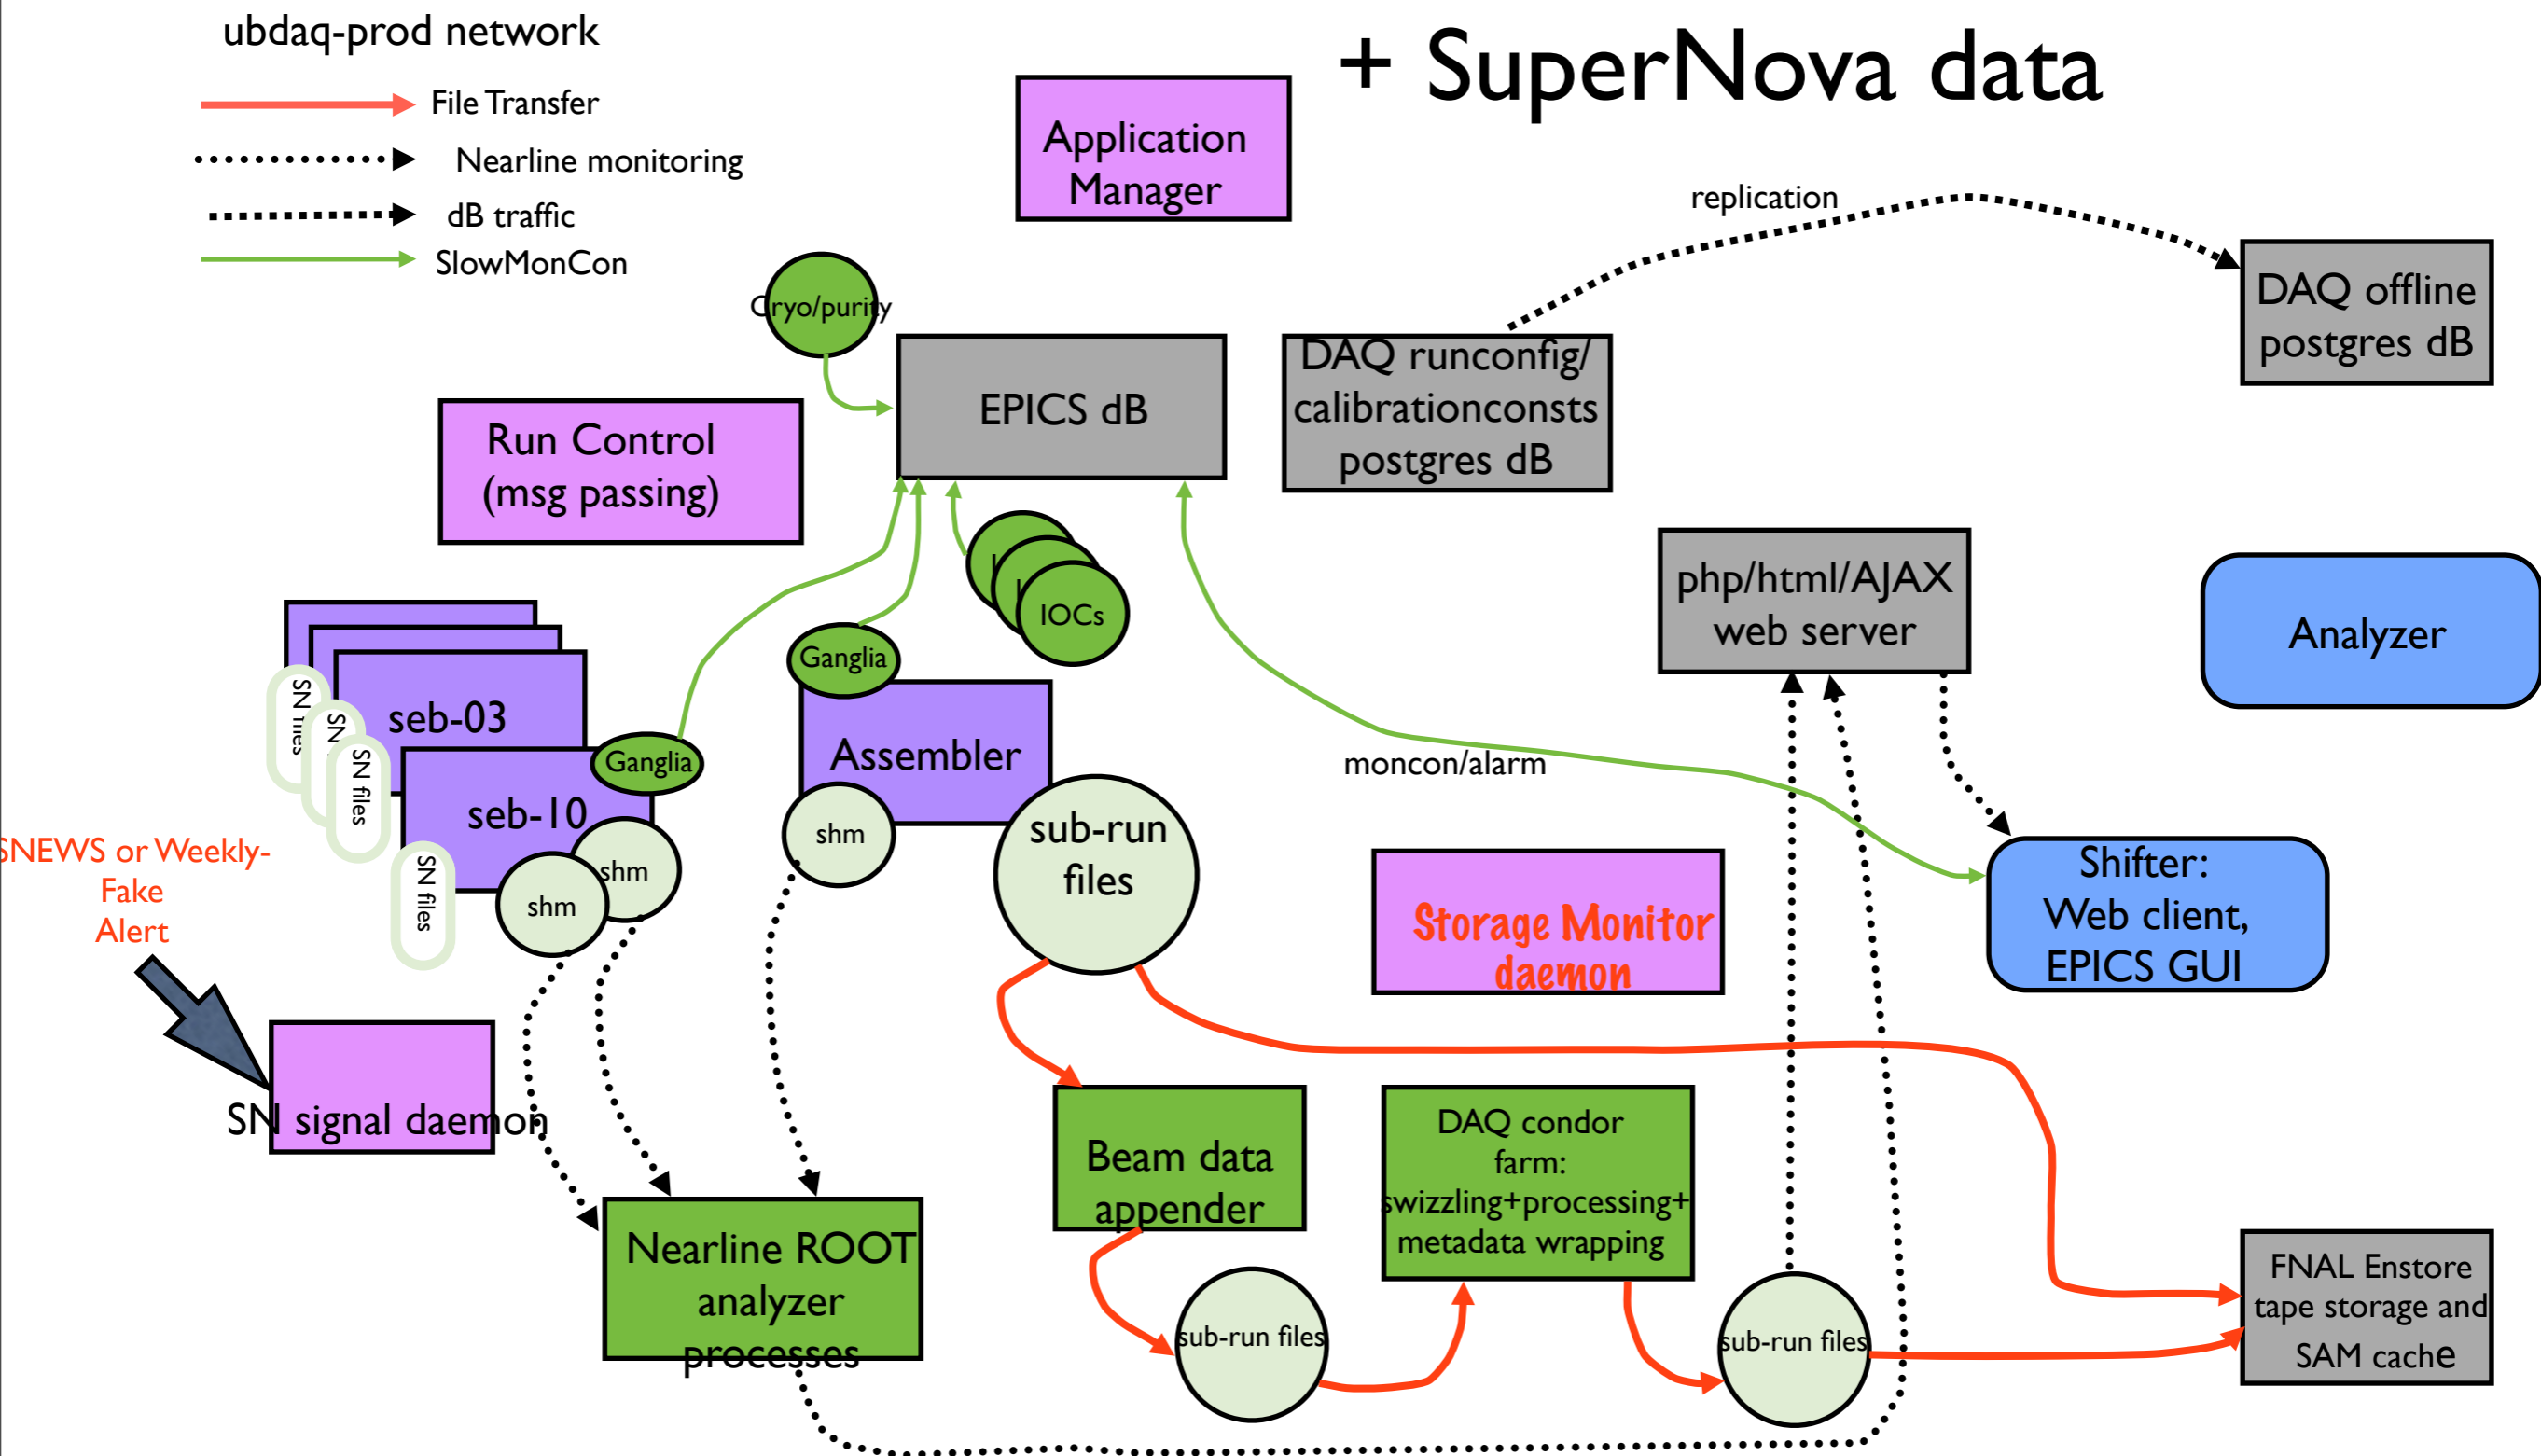 ubdaq-prod network
+ SuperNova data
File Transfer
Nearline monitoring
dB traffic
SlowMonCon
Application
Manager
replication
DAQ offline
postgres dB
Cryo/purity
EPICS dB
DAQ runconfig/
calibrationconsts
postgres dB
Run Control
(msg passing)
IOCs
php/html/AJAX
web server
Analyzer
Ganglia
seb-03
Assembler
Ganglia
moncon/alarm
SN files
SN
SN files
seb-10
shm
sub-run
files
SN files
shm
shm
SNEWS or Weekly-
Fake
Alert
Storage Monitor
daemon
Shifter:
Web client,
EPICS GUI
SN signal daemon
Beam data
appender
DAQ condor
farm:
swizzling+processing+
metadata wrapping
Nearline ROOT
analyzer
processes
sub-run files
sub-run files
FNAL Enstore
tape storage and
SAM cache